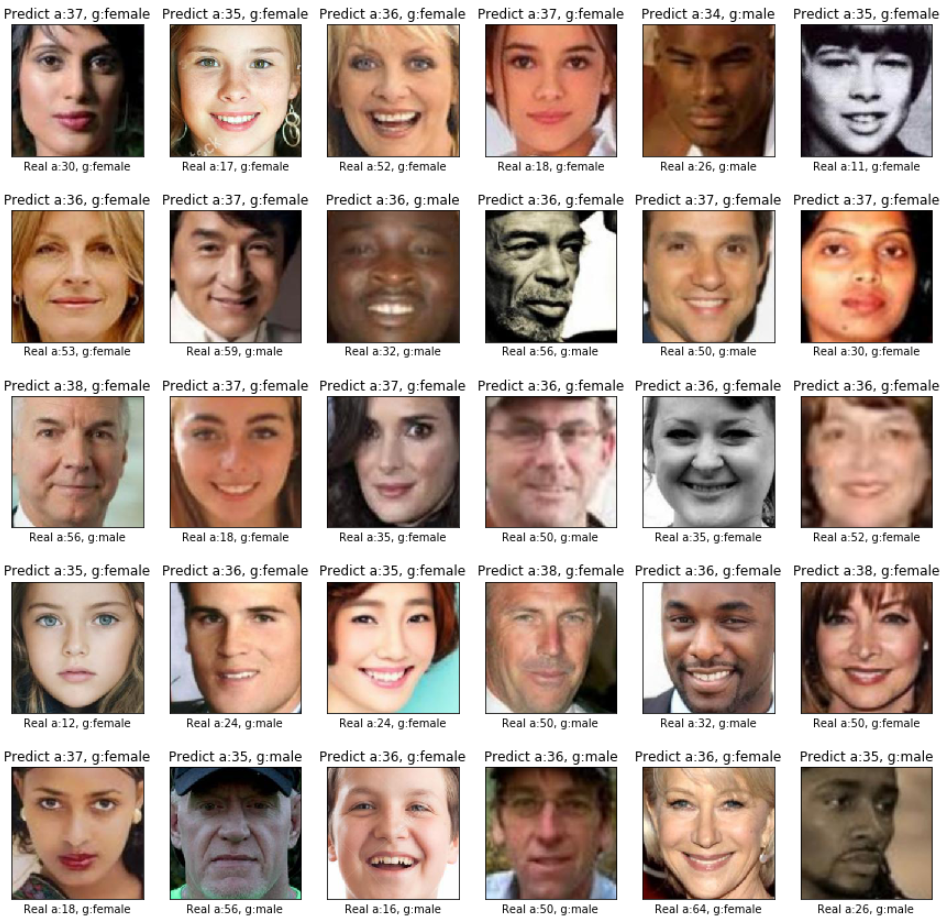 Predict a:37, g:female Predict a:35, g:female Predict a:36, g:female Predict a:37, g:female Predict a:34, g:male Predict a:35, g:female
Real a:30, g:female Real a:17, g:female Real a:52, g:female Real a:18, g:female Real a:26, g:male Real a:11, g:female
Predict a:36, g:female Predict a:37, g:female Predict a:36, g:male Predict a:36, g:female Predict a:37, g:female Predict a:37, g:female
Real a:53, g:female Real a:59, g:male Real a:32, g:male Real a:56, g:male Real a:50, g:male Real a:30, g:female
Predict a:38, g:female Predict a:37, g:female Predict a:37, g:female Predict a:36, g:female Predict a:36, g:female Predict a:36, g:female
Real a:56, g:male Real a:18, g:female Real a:35, g:female Real a:50, g:male Real a:35, g:female Real a:52, g:female
Predict a:35, g:female Predict a:36, g:female Predict a:35, g:female Predict a:38, g:female Predict a:36, g:female Predict a:38, g:female
Real a:12, g:female Real a:24, g:male Real a:24, g:female Real a:50, g:male Real a:32, g:male Real a:50, g:female
Predict a:37, g:female Predict a:35, g:male Predict a:36, g:female Predict a:36, g:male Predict a:36, g:female Predict a:35, g:male
Real a:18, g:female Real a:56, g:male Real a:16, g:male Real a:50, g:male Real a:64, g:female Real a:26, g:male